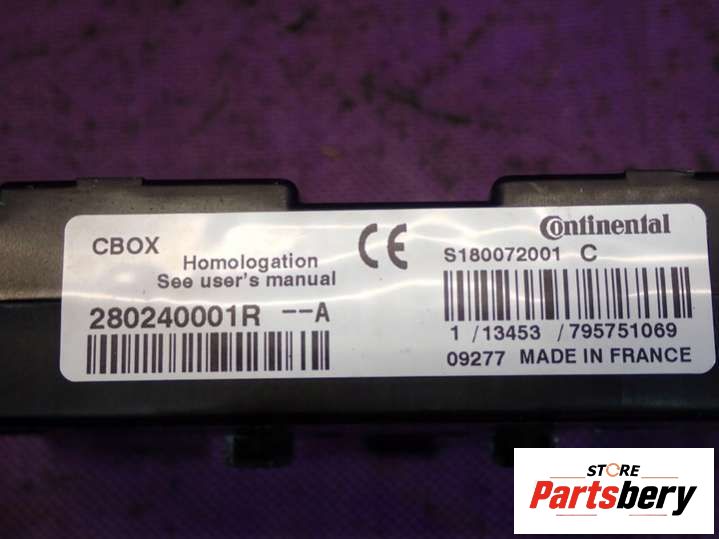 CBOX
Homologation
See user's manual
CE
280240001R --A
Continental
S180072001 C
1 / 13453 / 795751069
09277 MADE IN FRANCE
STORE
Partsbery